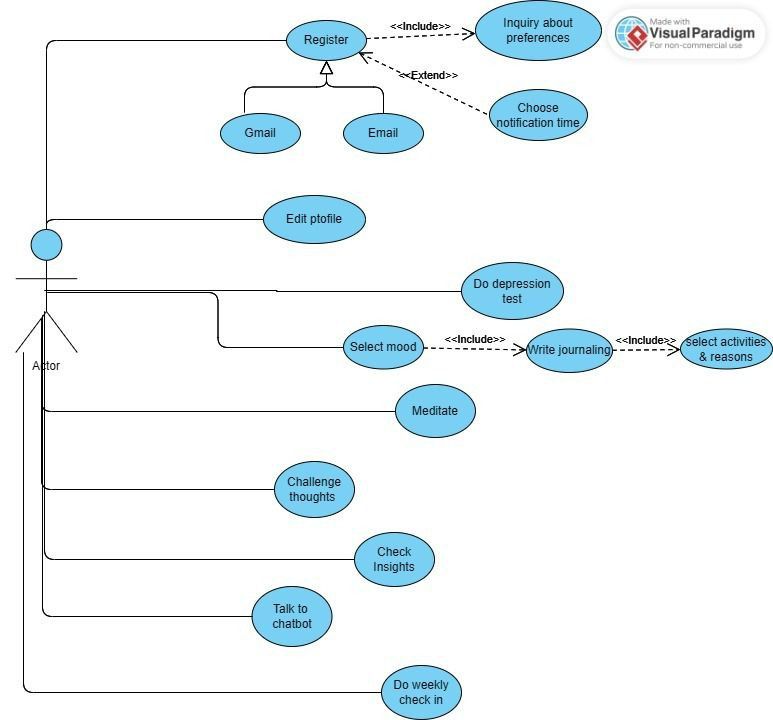 Made with
VisualParadigm
For non-commercial use
<<Include>>
Inquiry about
preferences
Register
<<Extend>>
Choose
notification time
Gmail
Email
Edit ptofile
Do depression
test
Select mood
<<Include>>
Write journaling
<<Include>>
select activities
& reasons
Actor
Meditate
Challenge
thoughts
Check
Insights
Talk to
chatbot
Do weekly
check in